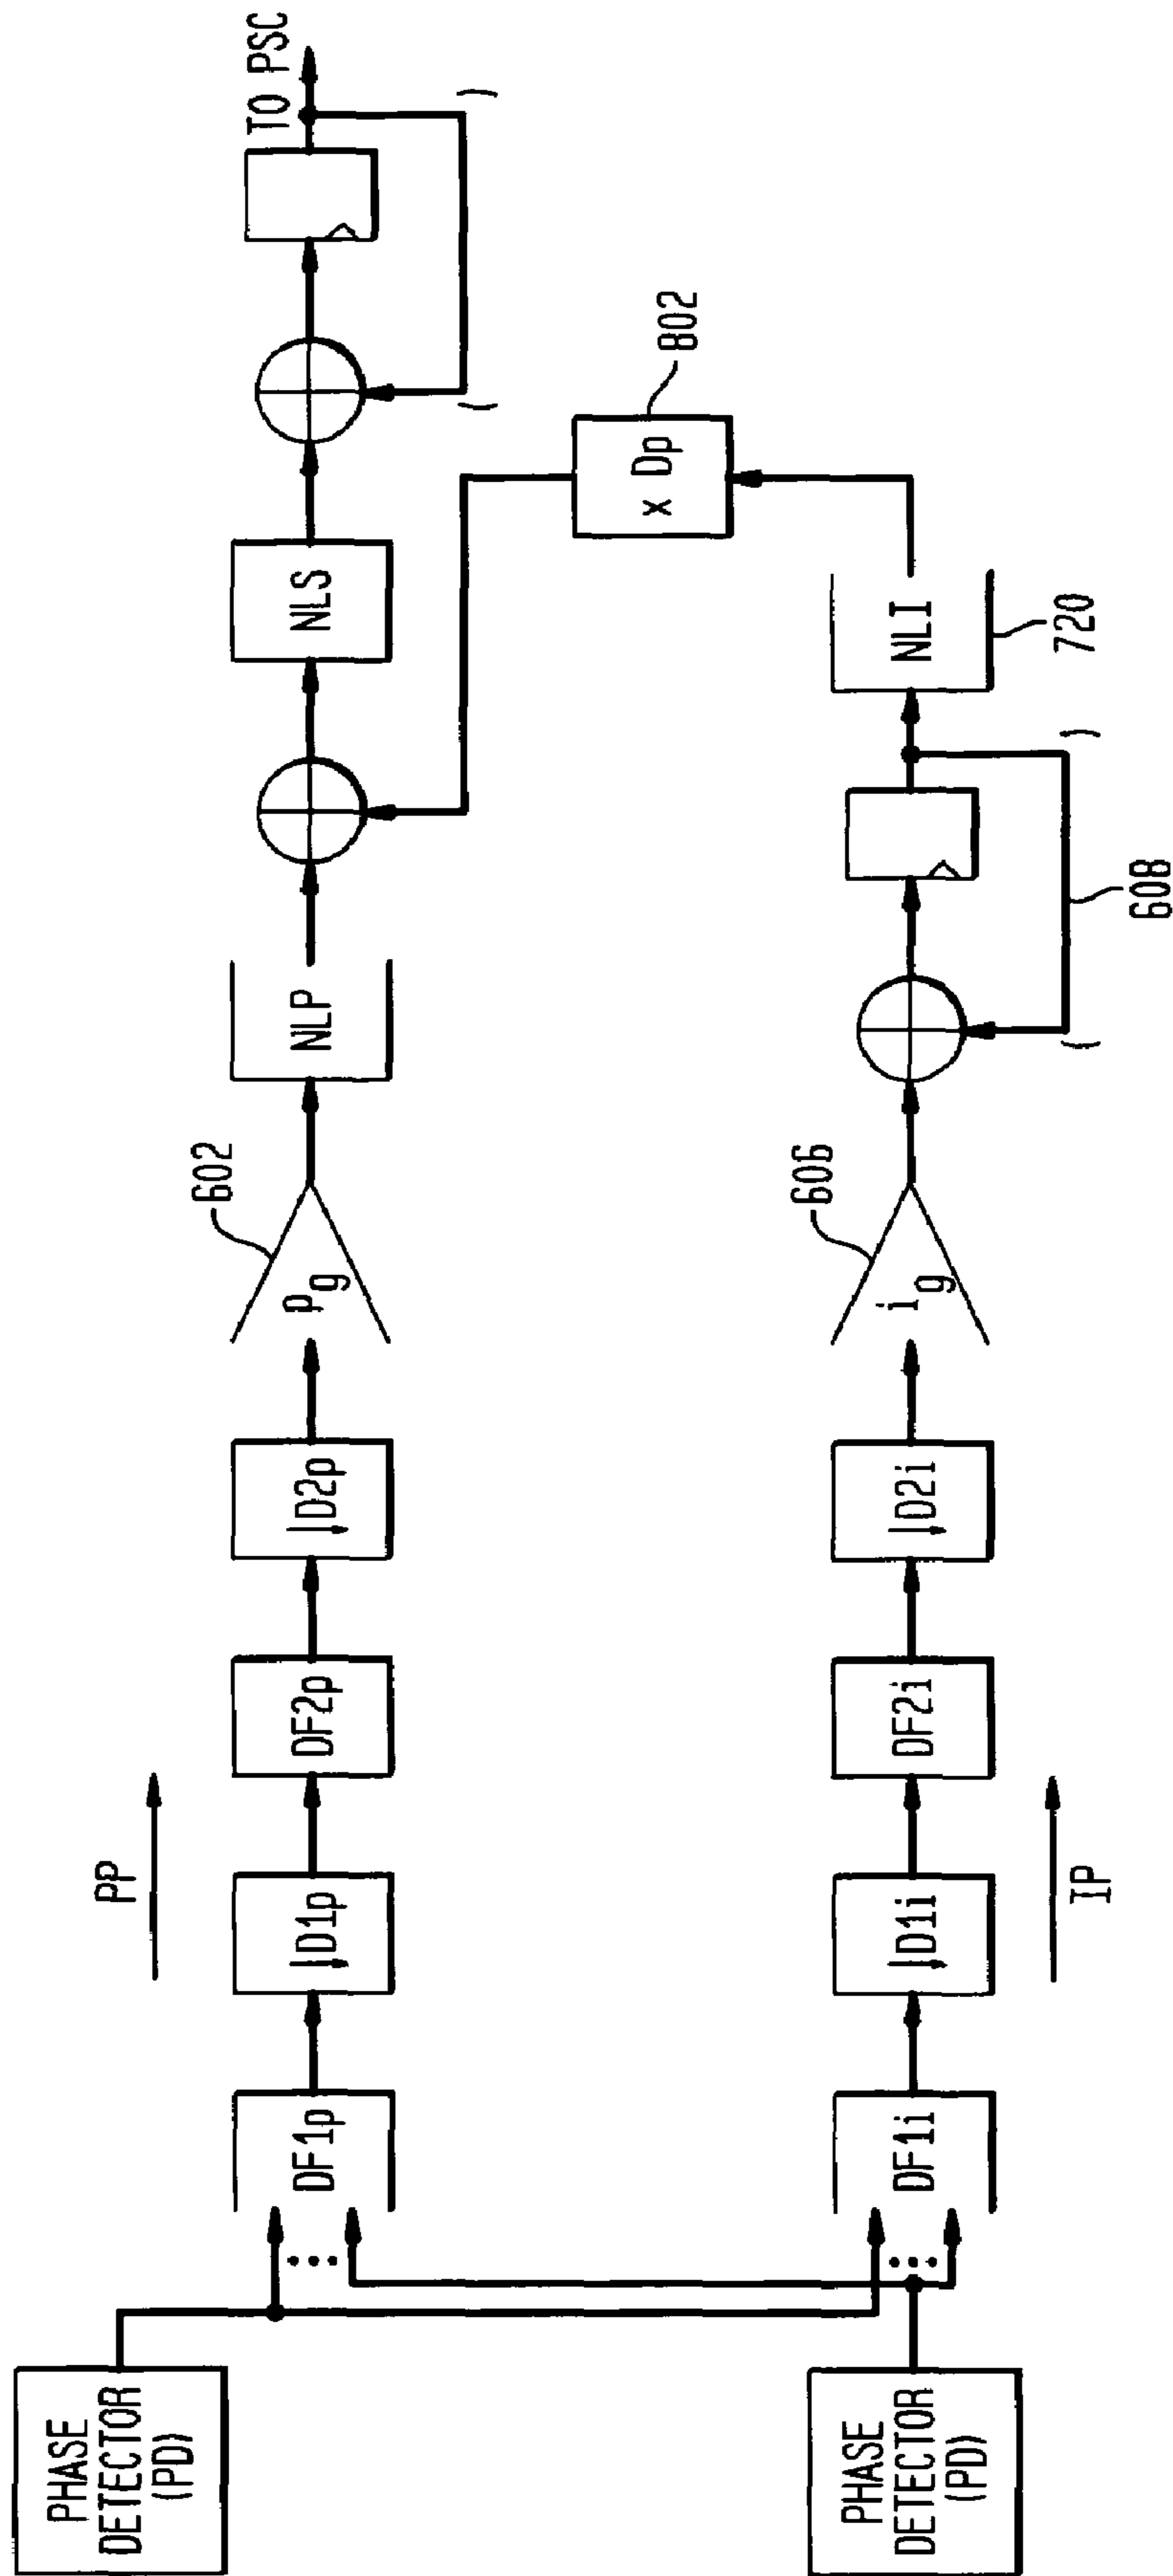 PHASE
DETECTOR
(PD)
PHASE
DETECTOR
(PD)
PP
DF1p
↓D1p
DF2p
↓D2p
pg
602
NLP
NLS
TO PSC
802
x Dp
DF1i
↓D1i
DF2i
↓D2i
ig
606
608
NLI
720
IP